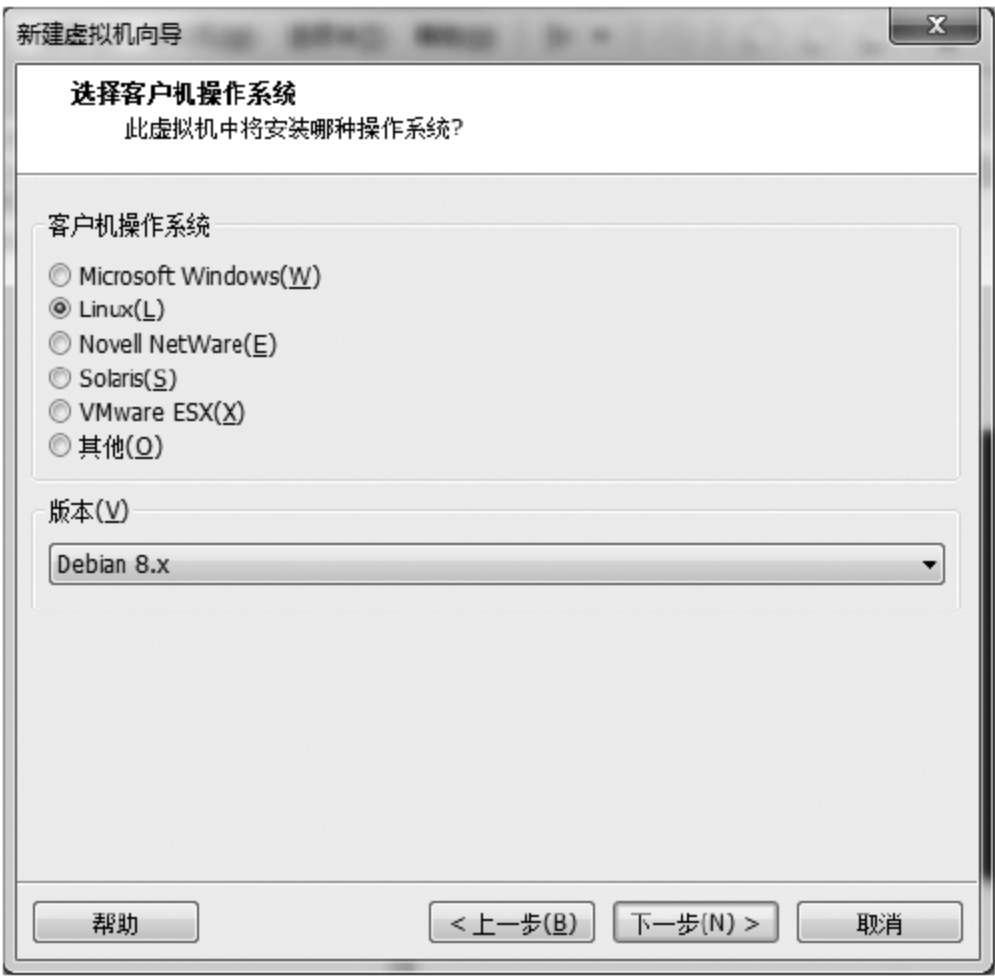 新建虚拟机向导
选择客户机操作系统
此虚拟机中将安装哪种操作系统?
客户机操作系统
Microsoft Windows(W)
Linux(L)
Novell NetWare(E)
Solaris(S)
VMware ESX(X)
其他(O)
版本(V)
Debian 8.x
帮助
< 上一步(B)
下一步(N) >
取消